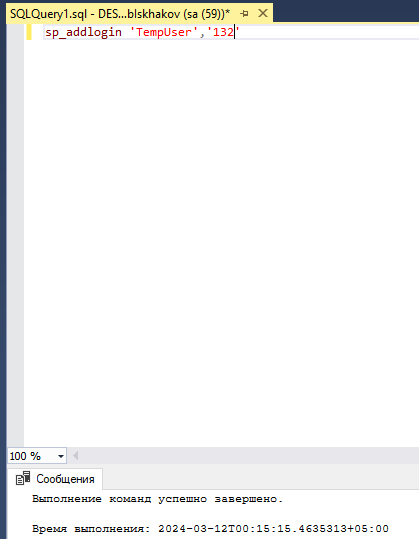 SQLQuery1.sql - DES...blskhakov (sa (59))*
sp_addlogin 'TempUser','132'
100 %
Сообщения
Выполнение команд успешно завершено.
Время выполнения: 2024-03-12T00:15:15.4635313+05:00